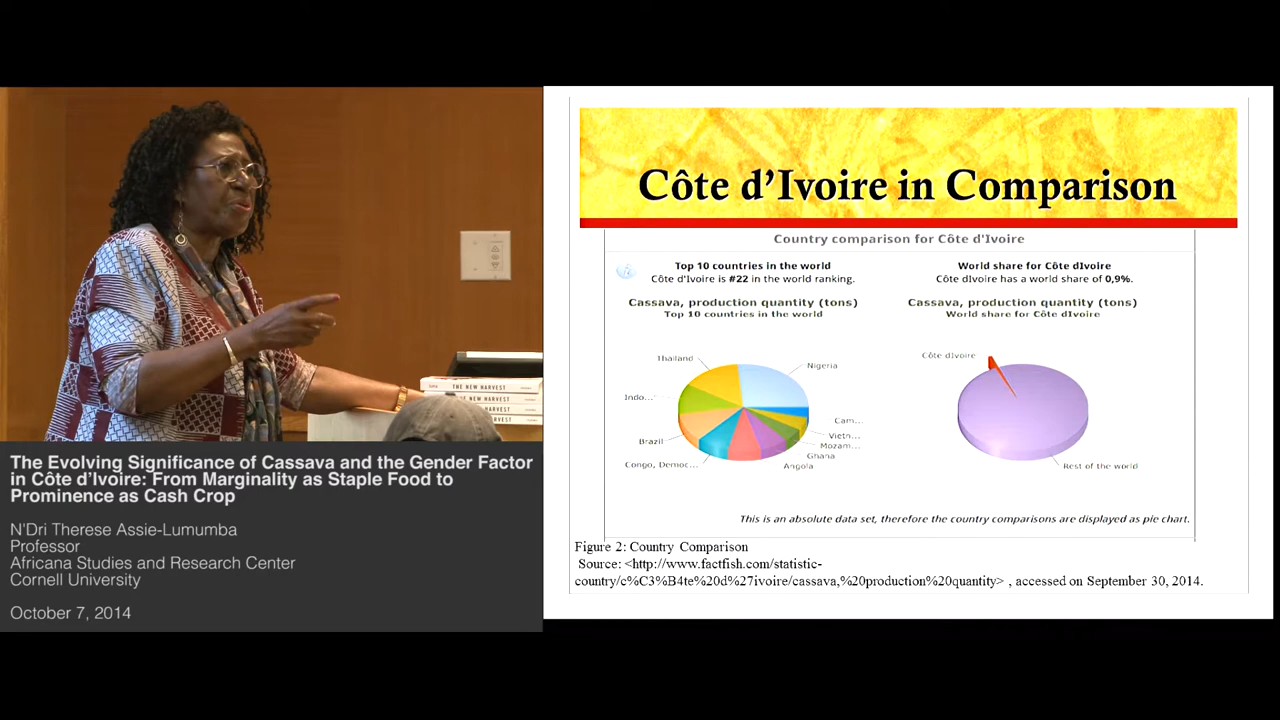 THE NEW HARVEST
THE NEW HARVEST
HARVEST
HARVEST
The Evolving Significance of Cassava and the Gender Factor
in Côte d’Ivoire: From Marginality as Staple Food to
Prominence as Cash Crop
N'Dri Therese Assie-Lumumba
Professor
Africana Studies and Research Center
Cornell University
October 7, 2014
Côte d’Ivoire in Comparison
Country comparison for Côte d'Ivoire
Top 10 countries in the world
Côte d'Ivoire is #22 in the world ranking.
Cassava, production quantity (tons)
Top 10 countries in the world
Thailand
Nigeria
Indo...
Cam...
Vietn...
Brazil
Mozam...
Ghana
Congo, Democ...
Angola
World share for Côte dIvoire
Côte dIvoire has a world share of 0,9%.
Cassava, production quantity (tons)
World share for Côte dIvoire
Côte dIvoire
Rest of the world
This is an absolute data set, therefore the country comparisons are displayed as pie chart.
Figure 2: Country Comparison
Source: <http://www.factfish.com/statistic-
country/c%C3%B4te%20d%27ivoire/cassava,%20production%20quantity> , accessed on September 30, 2014.